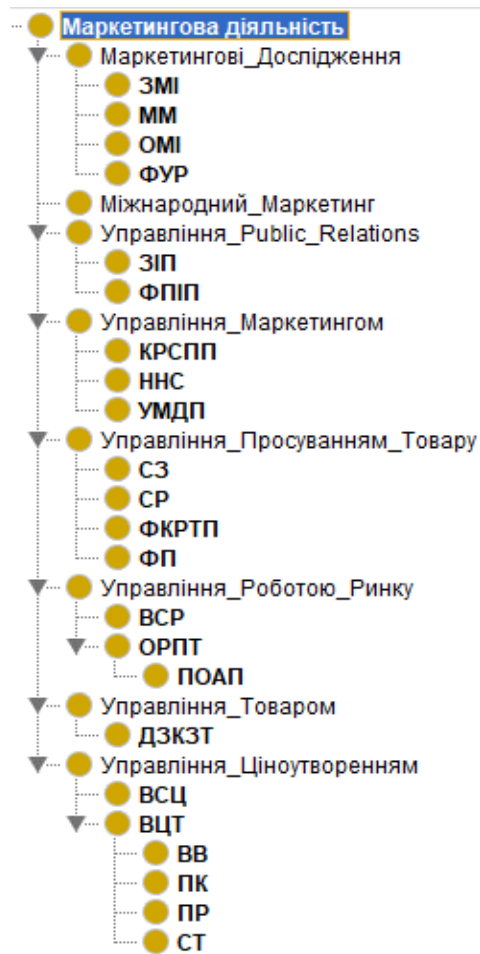 Маркетингова діяльність
Маркетингові_Дослідження
ЗМІ
ММ
ОМІ
ФУР
Міжнародний_Маркетинг
Управління_Public_Relations
ЗІП
ФПІП
Управління_Маркетингом
КРСПП
ННС
УМДП
Управління_Просуванням_Товару
СЗ
СР
ФКРТП
ФП
Управління_Роботою_Ринку
ВСР
ОРПТ
ПОАП
Управління_Товаром
ДЗКЗТ
Управління_Ціноутворенням
ВСЦ
ВЦТ
ВВ
ПК
ПР
СТ